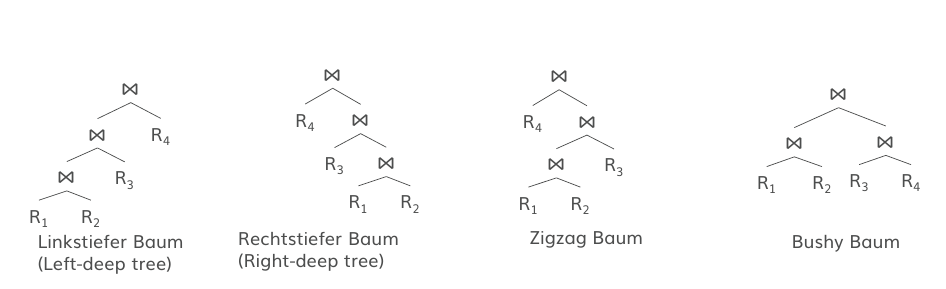 ⋈
R₄
⋈
R₃
⋈
R₁ R₂
Linkstiefer Baum
(Left-deep tree)
⋈
R₄
⋈
R₃
⋈
R₁ R₂
Rechtstiefer Baum
(Right-deep tree)
⋈
R₄
⋈
R₃
⋈
R₁ R₂
Zigzag Baum
⋈
⋈ ⋈
R₁ R₂ R₃ R₄
Bushy Baum